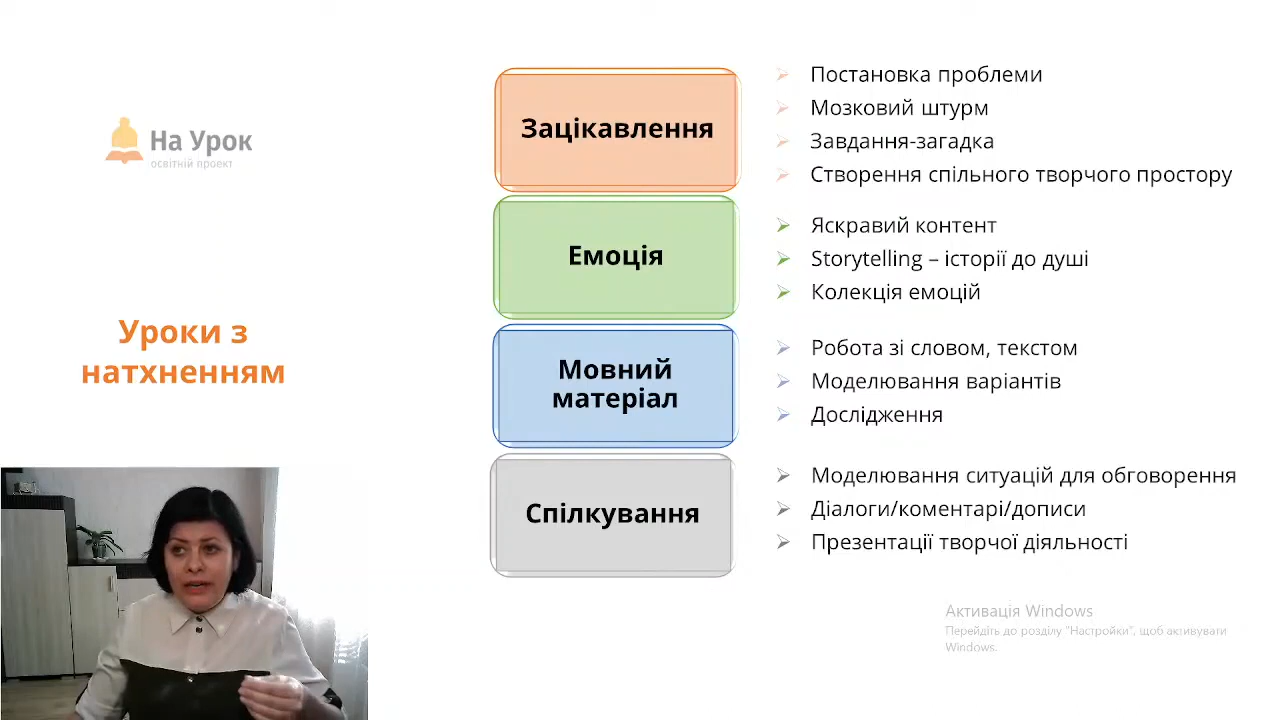 На Урок
освітній проект
Уроки з
натхненням
Зацікавлення
Постановка проблеми
Мозковий штурм
Завдання-загадка
Створення спільного творчого простору
Емоція
Яскравий контент
Storytelling – історії до душі
Колекція емоцій
Мовний
матеріал
Робота зі словом, текстом
Моделювання варіантів
Дослідження
Спілкування
Моделювання ситуацій для обговорення
Діалоги/коментарі/дописи
Презентації творчої діяльності
Активація Windows
Перейдіть до розділу "Настройки", щоб активувати
Windows.